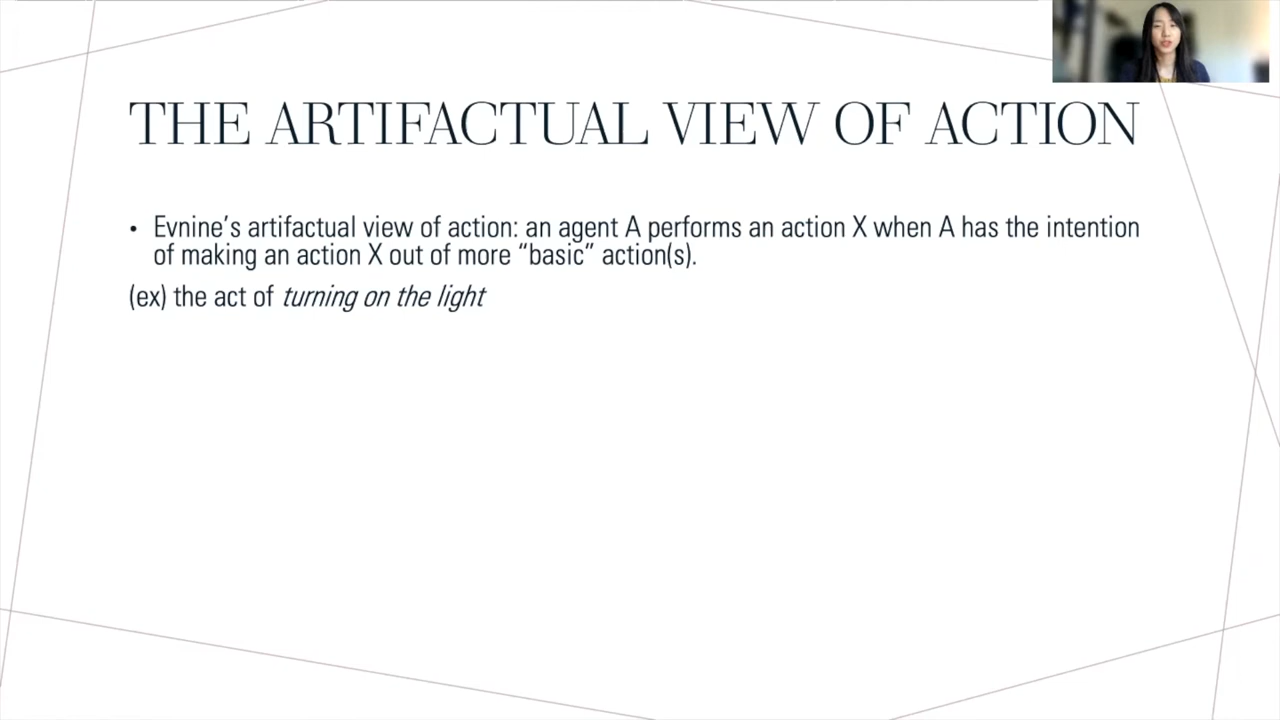 THE ARTIFACTUAL VIEW OF ACTION
• Evnine's artifactual view of action: an agent A performs an action X when A has the intention
of making an action X out of more “basic” action(s).
(ex) the act of turning on the light